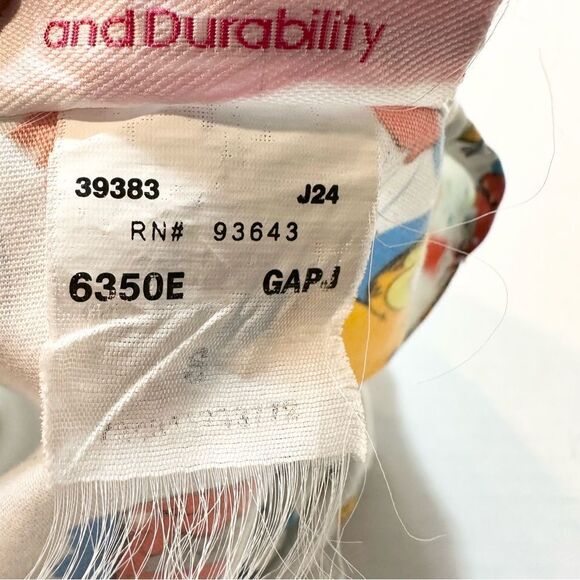 and Durability
39383 J24
RN# 93643
6350E GAPJ
S